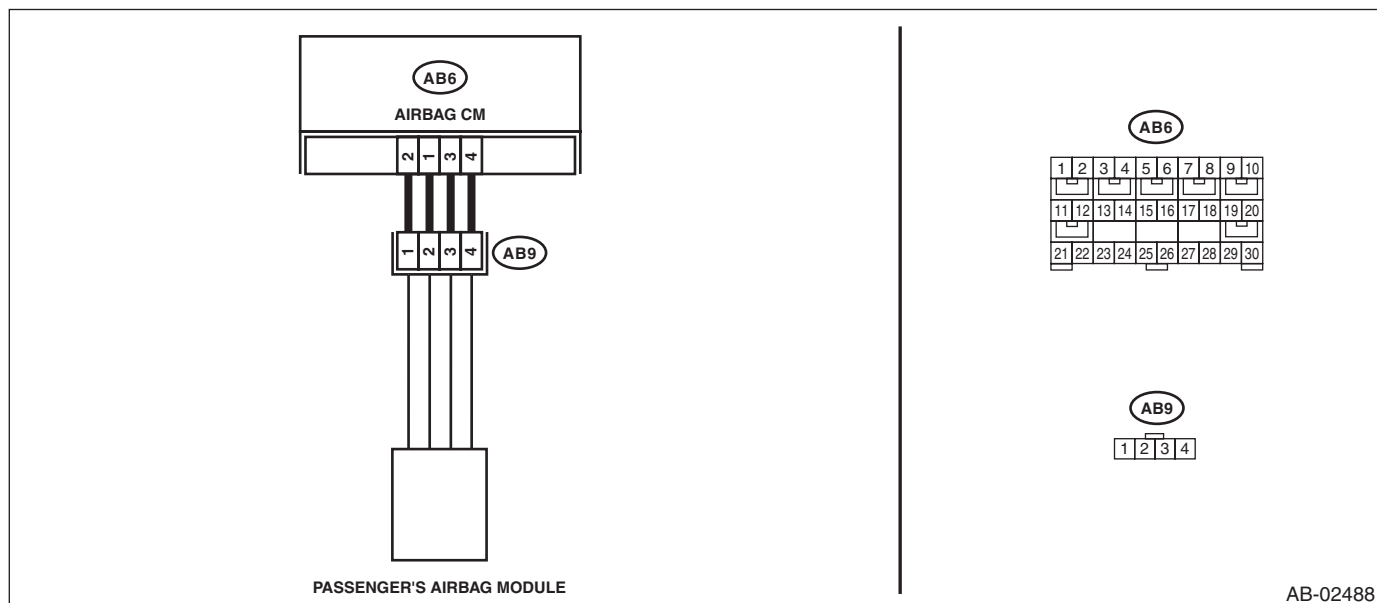 AB6
AIRBAG CM
2 1 3 4
1 2 3 4
AB9
PASSENGER'S AIRBAG MODULE
AB6
1 2 3 4 5 6 7 8 9 10
11 12 13 14 15 16 17 18 19 20
21 22 23 24 25 26 27 28 29 30
AB9
1 2 3 4
AB-02488